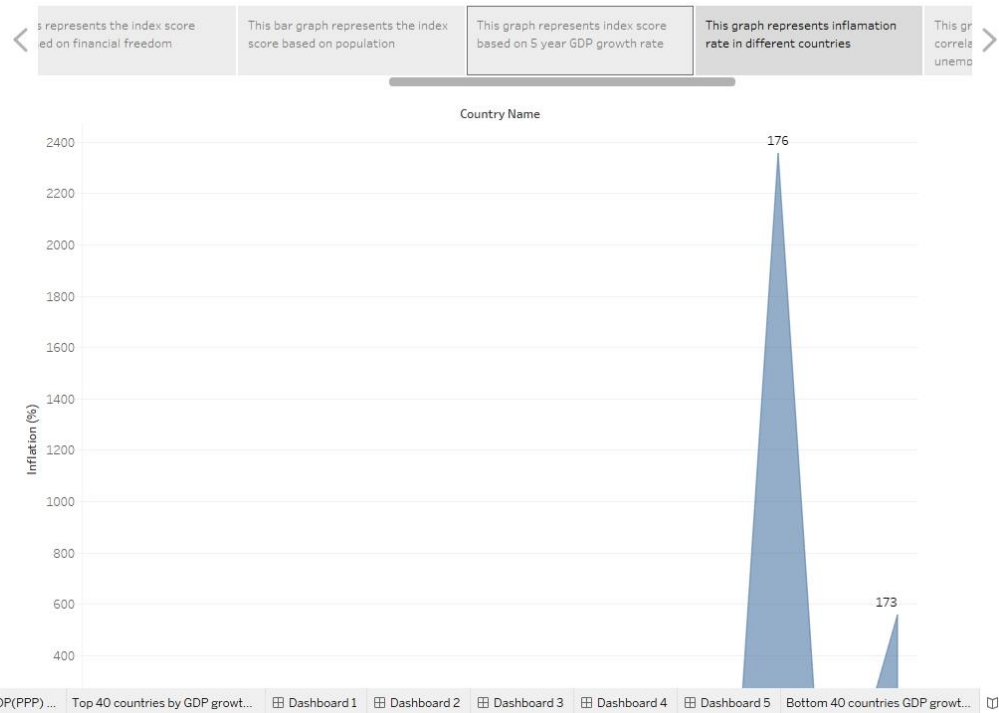 s represents the index score
ed on financial freedom
This bar graph represents the index
score based on population
This graph represents index score
based on 5 year GDP growth rate
This graph represents inflamation
rate in different countries
This gr
correla
unemp
Country Name
2400
176
2200
2000
1800
1600
1400
Inflation (%)
1200
1000
800
600
173
400
DP(PPP) ...
Top 40 countries by GDP growt...
Dashboard 1
Dashboard 2
Dashboard 3
Dashboard 4
Dashboard 5
Bottom 40 countries GDP growt...